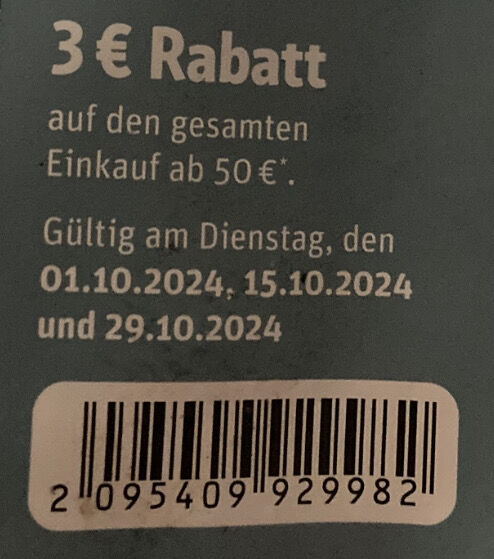 3 € Rabatt
auf den gesamten
Einkauf ab 50 €*.
Gültig am Dienstag, den
01.10.2024, 15.10.2024
und 29.10.2024
2 095409 929982